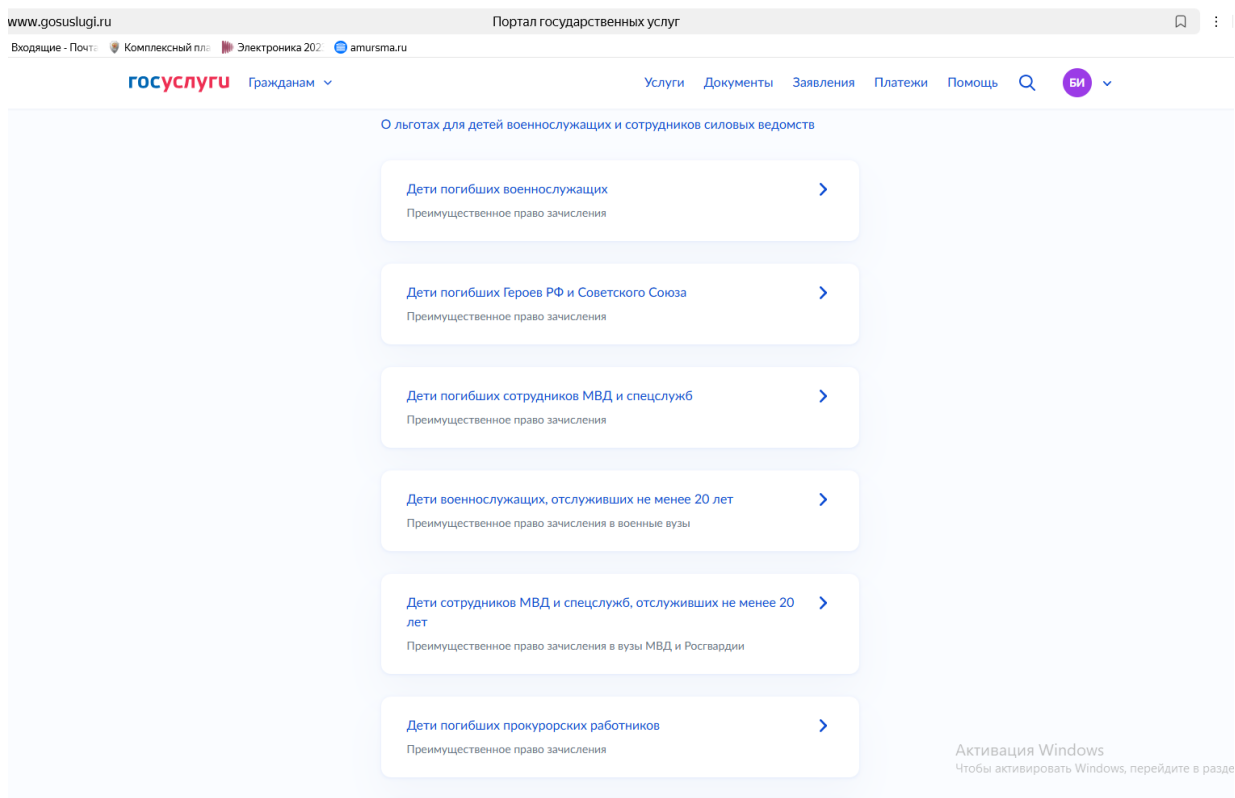 www.gosuslugi.ru Портал государственных услуг
Входящие - Почта Комплексный пла Электроника 202 amursma.ru
госуслуги Гражданам Услуги Документы Заявления Платежи Помощь БИ
О льготах для детей военнослужащих и сотрудников силовых ведомств
Дети погибших военнослужащих
Преимущественное право зачисления
Дети погибших Героев РФ и Советского Союза
Преимущественное право зачисления
Дети погибших сотрудников МВД и спецслужб
Преимущественное право зачисления
Дети военнослужащих, отслуживших не менее 20 лет
Преимущественное право зачисления в военные вузы
Дети сотрудников МВД и спецслужб, отслуживших не менее 20
лет
Преимущественное право зачисления в вузы МВД и Росгвардии
Дети погибших прокурорских работников
Преимущественное право зачисления
Активация Windows
Чтобы активировать Windows, перейдите в разде